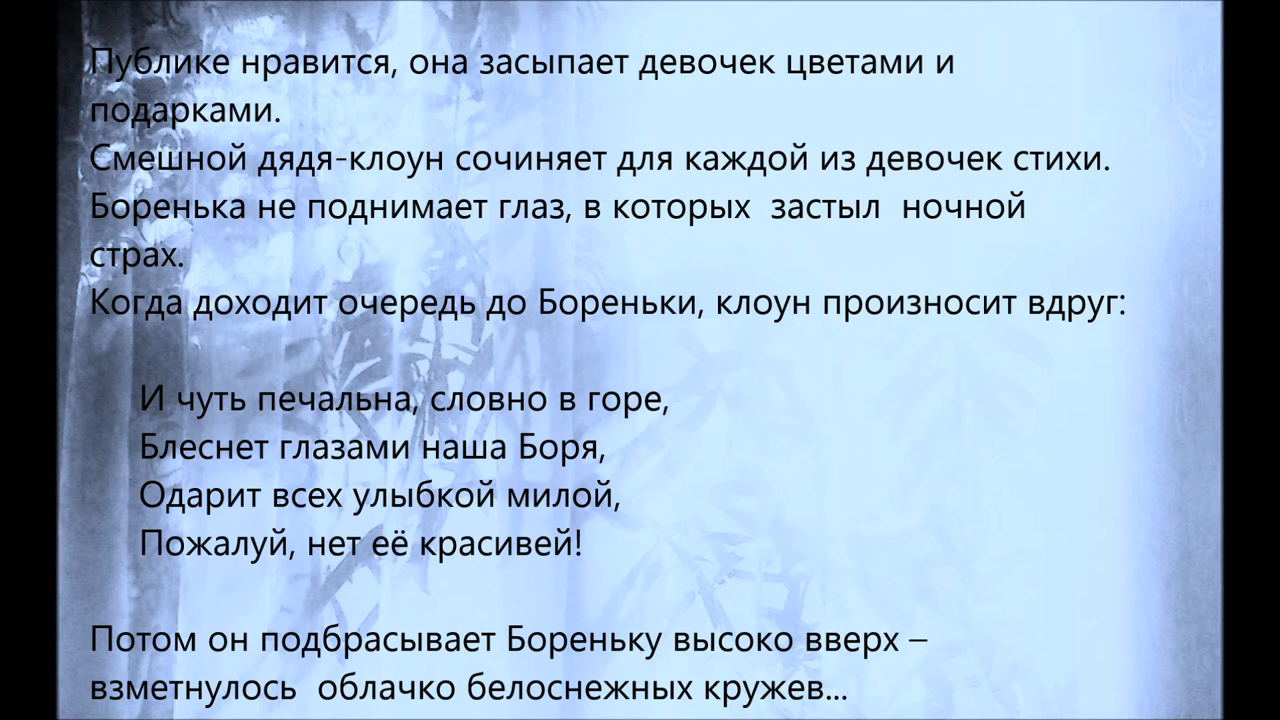 Публике нравится, она засыпает девочек цветами и
подарками.
Смешной дядя-клоун сочиняет для каждой из девочек стихи.
Боренька не поднимает глаз, в которых  застыл  ночной
страх.
Когда доходит очередь до Бореньки, клоун произносит вдруг:
И чуть печальна, словно в горе,
Блеснет глазами наша Боря,
Одарит всех улыбкой милой,
Пожалуй, нет её красивей!
Потом он подбрасывает Бореньку высоко вверх –
взметнулось  облачко белоснежных кружев...